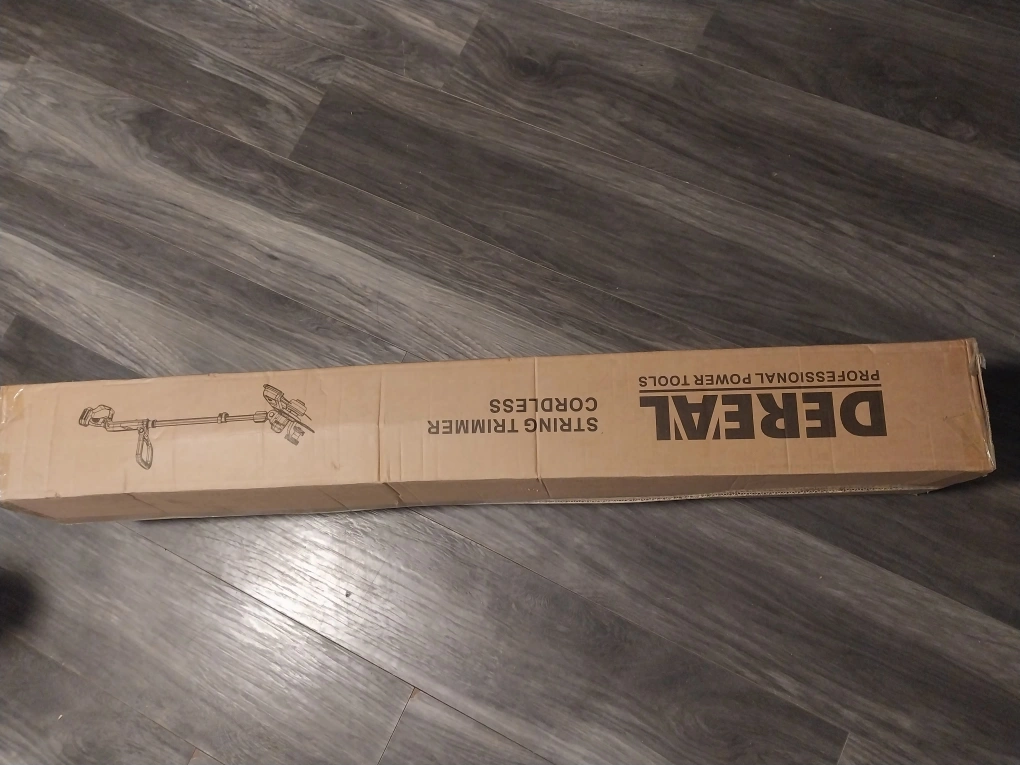 DEREAL
PROFESSIONAL POWER TOOLS
STRING TRIMMER
CORDLESS